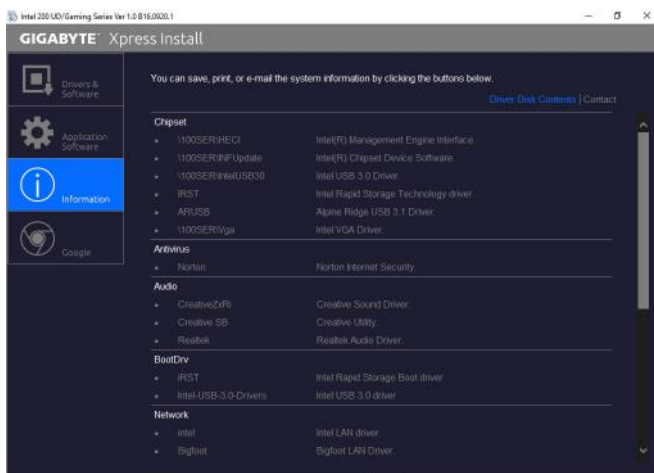 Intel 200 UD/Gaming Series Ver 1.0 B16.0920.1
GIGABYTE™ Xpress Install
Drivers & Software
Application Software
Information
Google
You can save, print, or e-mail the system information by clicking the buttons below.
Driver Disk Contents | Contact
Chipset
\100SER\HECI Intel(R) Management Engine Interface.
\100SER\INFUpdate Intel(R) Chipset Device Software.
\100SER\IntelUSB30 Intel USB 3.0 Driver.
IRST Intel Rapid Storage Technology driver.
ARUSB Alpine Ridge USB 3.1 Driver.
\100SER\Vga Intel VGA Driver.
Antivirus
Norton Norton Internet Security.
Audio
CreativeZxRi Creative Sound Driver.
Creative SB Creative Utility.
Realtek Realtek Audio Driver.
BootDrv
iRST Intel Rapid Storage Boot driver
Intel-USB-3.0-Drivers Intel USB 3.0 driver
Network
intel Intel LAN driver.
Bigfoot Bigfoot LAN Driver.